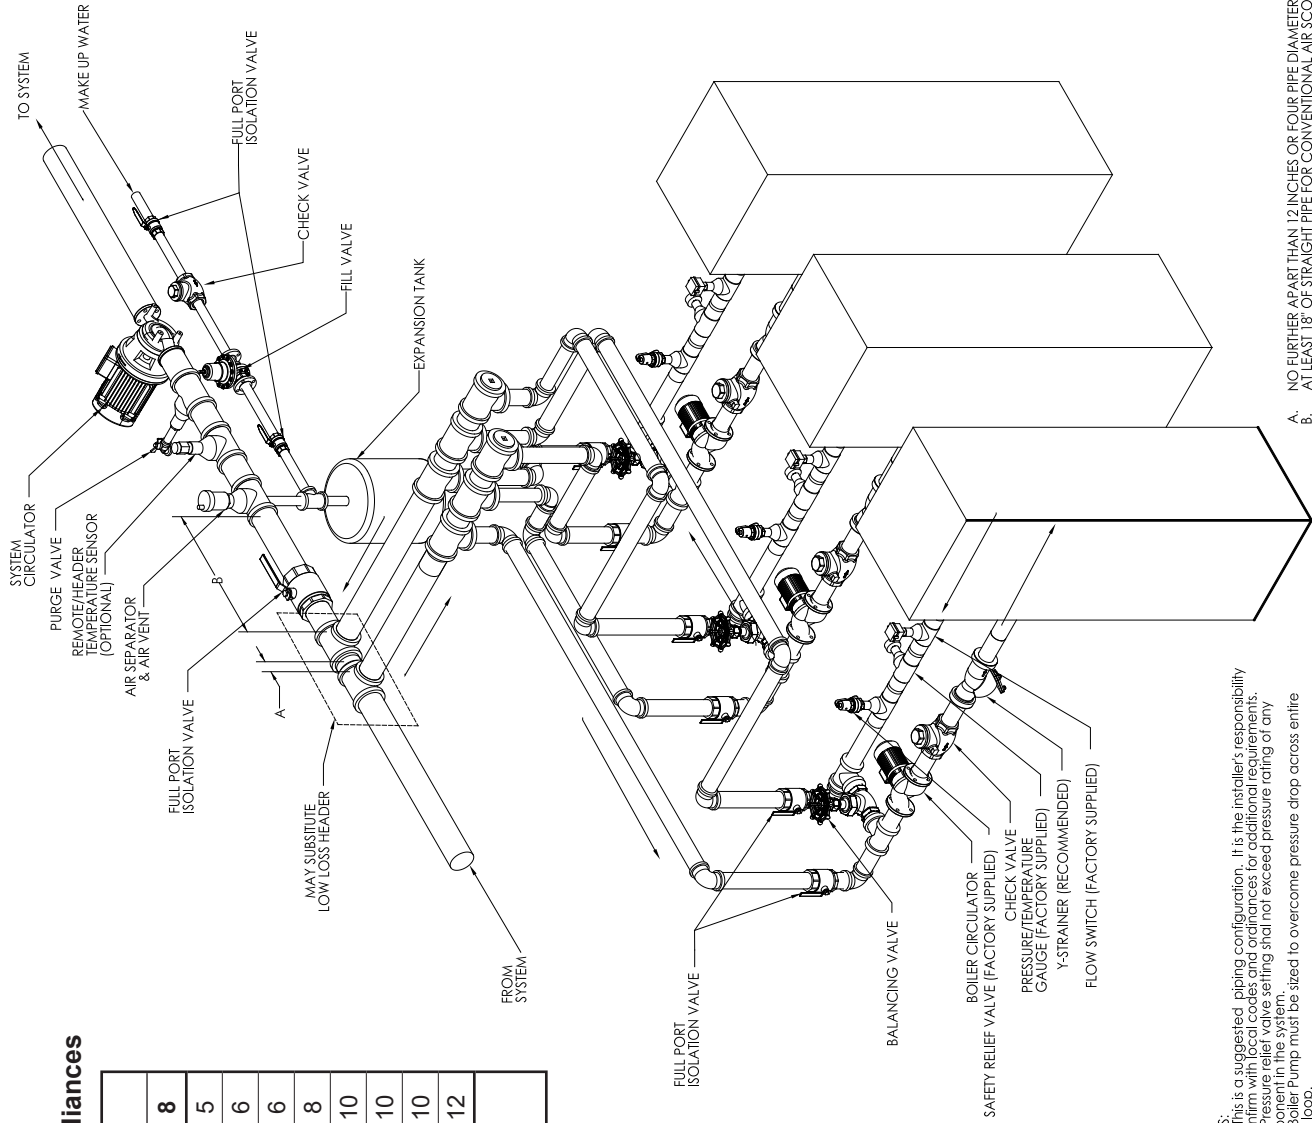 TO SYSTEM
MAKE UP WATER
FULL PORT
ISOLATION VALVE
CHECK VALVE
FILL VALVE
EXPANSION TANK
SYSTEM
CIRCULATOR
PURGE VALVE
REMOTE/HEADER
TEMPERATURE SENSOR
(OPTIONAL)
AIR SEPARATOR
& AIR VENT
B
A
FULL PORT
ISOLATION VALVE
MAY SUBSITUTE
LOW LOSS HEADER
FROM
SYSTEM
FULL PORT
ISOLATION VALVE
BALANCING VALVE
BOILER CIRCULATOR
SAFETY RELIEF VALVE (FACTORY SUPPLIED)
CHECK VALVE
PRESSURE/TEMPERATURE
GAUGE (FACTORY SUPPLIED)
Y-STRAINER (RECOMMENDED)
FLOW SWITCH (FACTORY SUPPLIED)
liances
8
5
6
6
8
10
10
10
12
S:
This is a suggested piping configuration. It is the installer's responsibility
nfirm with local codes and ordinances for additional requirements.
Pressure relief valve setting shal not exceed pressure rating of any
ponent in the system.
Boiler Pump must be sized to overcome pressure drop across entire
loop.
A. NO FURTHER APART THAN 12 INCHES OR FOUR PIPE DIAMETER
B. AT LEAST 18" OF STRAIGHT PIPE FOR CONVENTIONAL AIR SCO